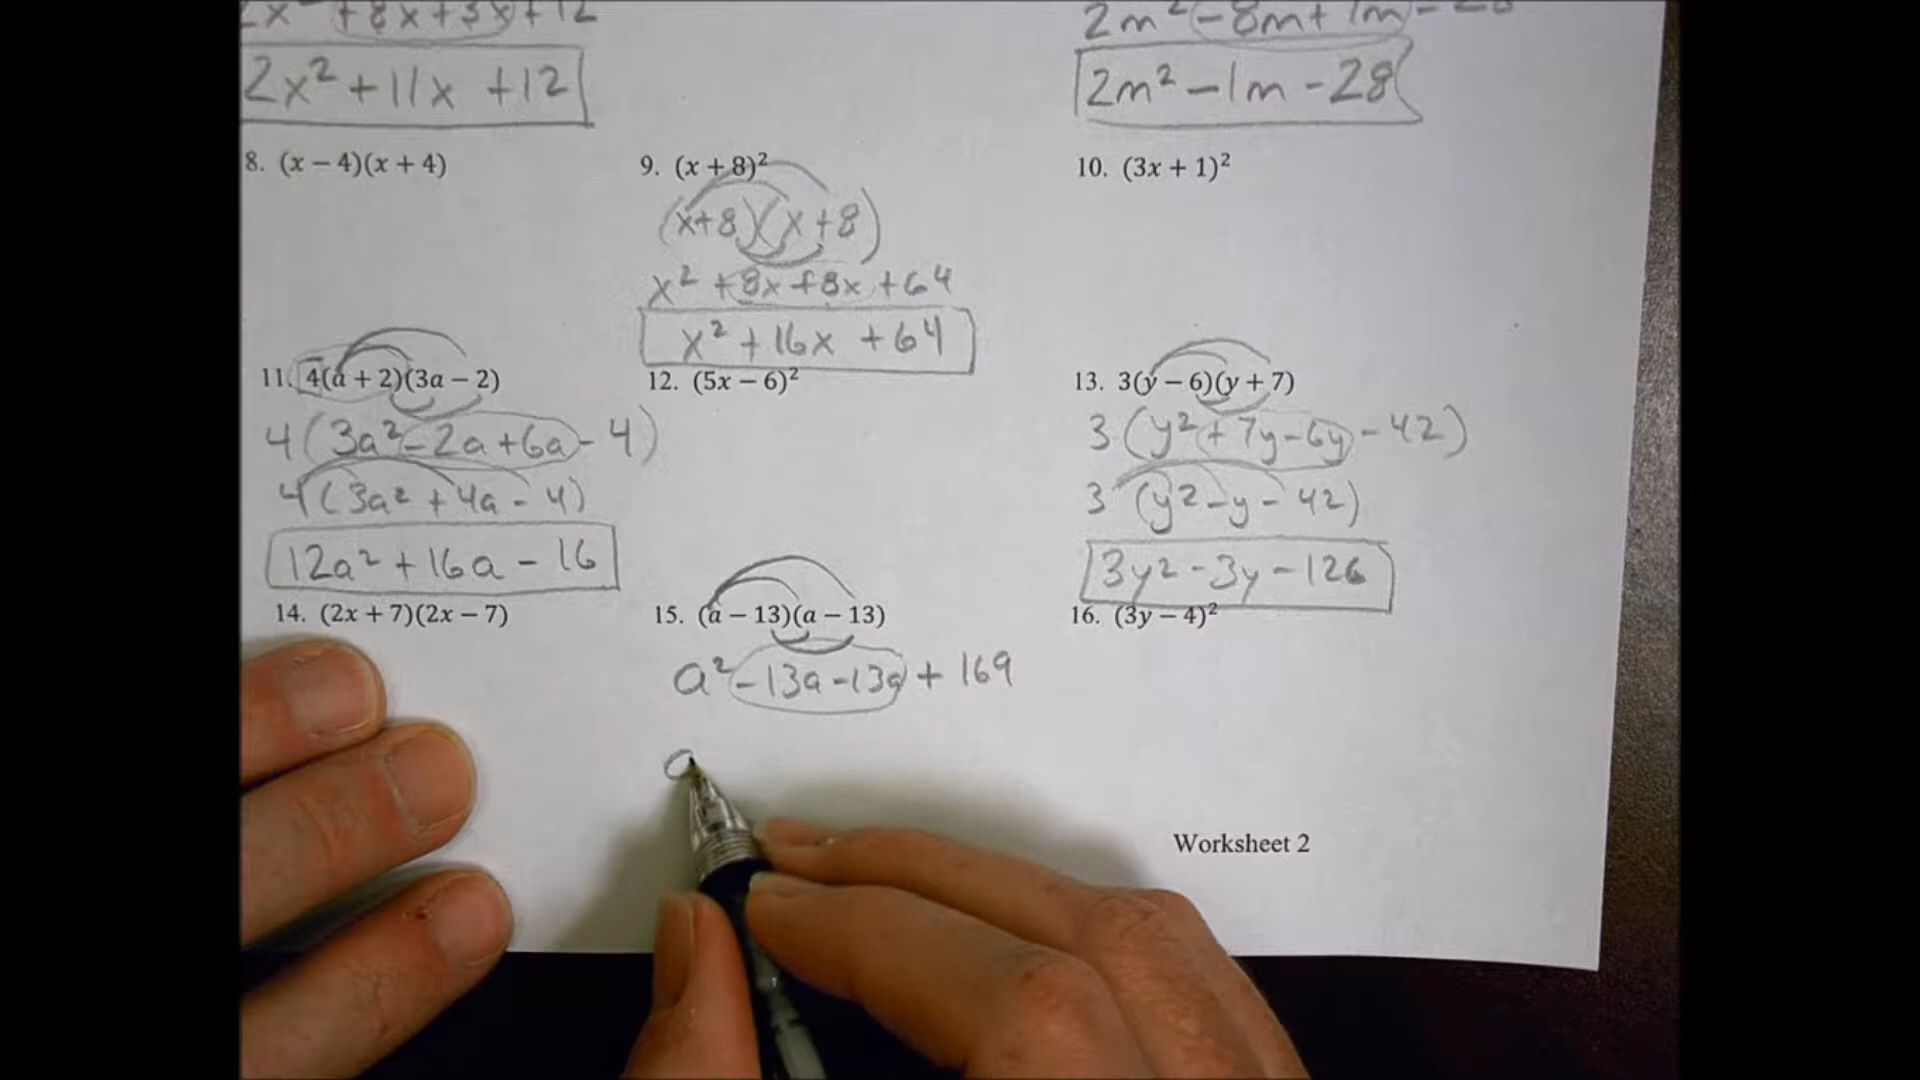 2x² +8x+3x+12
2x² +11x +12
2m² -8m+1m-28
2m² -1m -28
8. (x − 4)(x + 4)
9. (x + 8)²
(x+8)(x+8)
x² +8x+8x +64
x² +16x +64
10. (3x + 1)²
11. 4(a + 2)(3a − 2)
4(3a²-2a+6a-4)
4(3a²+4a-4)
12a²+16a-16
12. (5x − 6)²
13. 3(y − 6)(y + 7)
3(y²+7y-6y-42)
3(y²-y-42)
3y²-3y-126
14. (2x + 7)(2x − 7)
15. (a − 13)(a − 13)
a²-13a-13a+169
a
16. (3y − 4)²
Worksheet 2